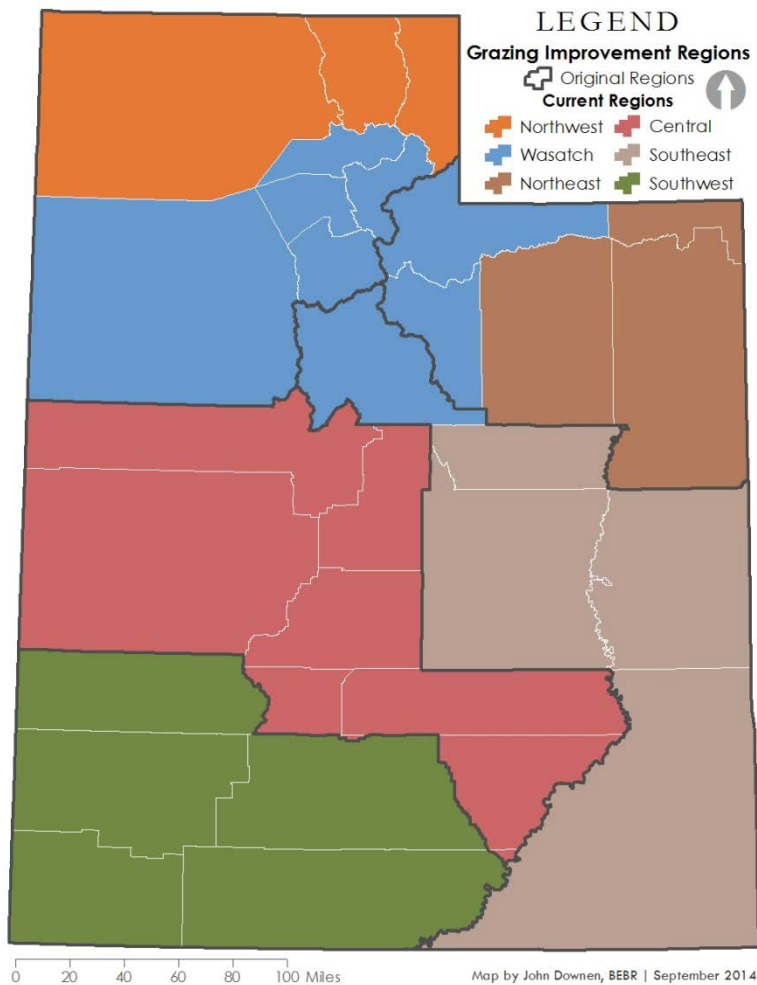 LEGEND
Grazing Improvement Regions
Original Regions
Current Regions
Northwest Central
Wasatch Southeast
Northeast Southwest
0 20 40 60 80 100 Miles
Map by John Downen, BEBR | September 2014